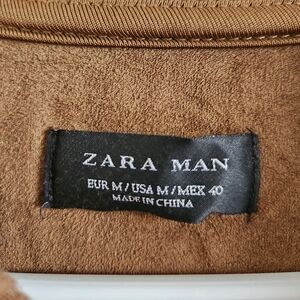 ZARA MAN
EUR M / USA M / MEX 40
MADE IN CHINA